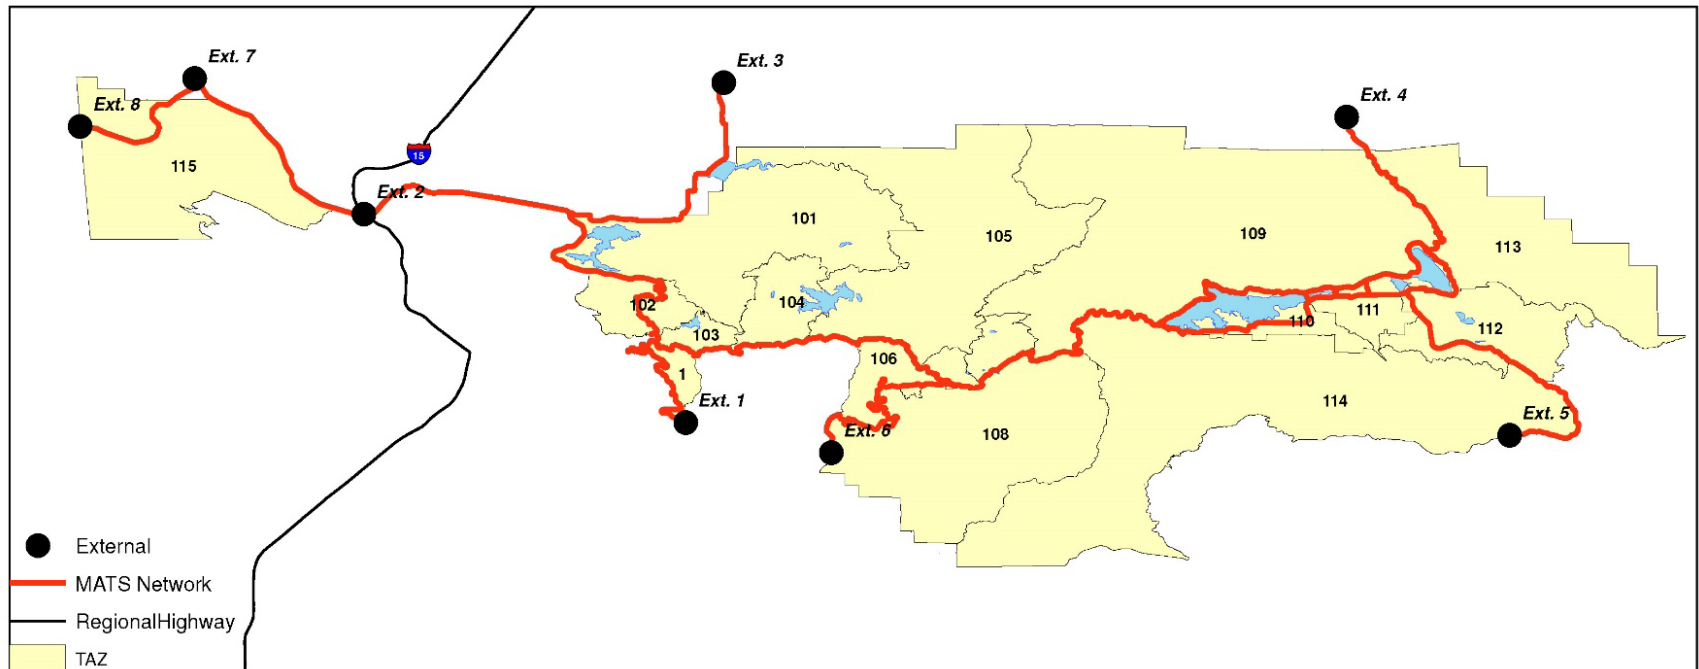 Ext. 7
Ext. 3
Ext. 4
Ext. 8
15
115
Ext. 2
101
105
109
113
102
104
103
110
111
112
106
1
Ext. 1
114
Ext. 5
Ext. 6
108
External
MATS Network
RegionalHighway
TAZ